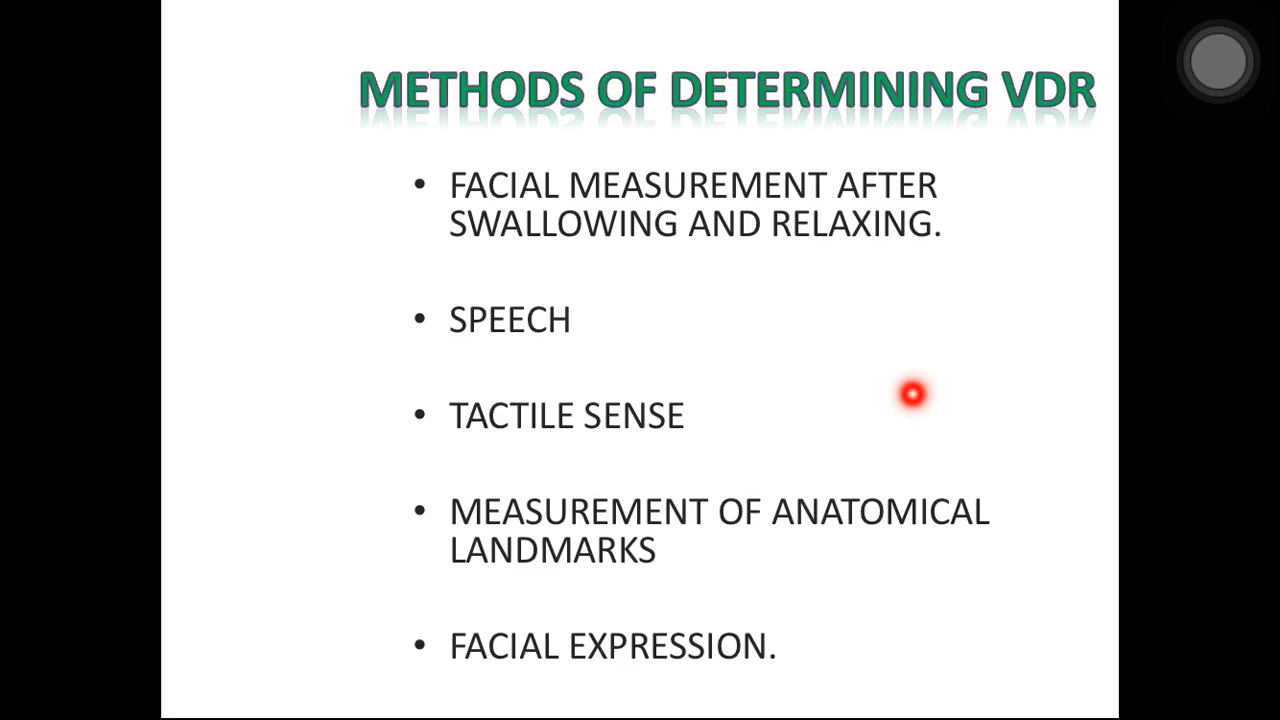 METHODS OF DETERMINING VDR
• FACIAL MEASUREMENT AFTER
SWALLOWING AND RELAXING.
• SPEECH
• TACTILE SENSE
• MEASUREMENT OF ANATOMICAL
LANDMARKS
• FACIAL EXPRESSION.